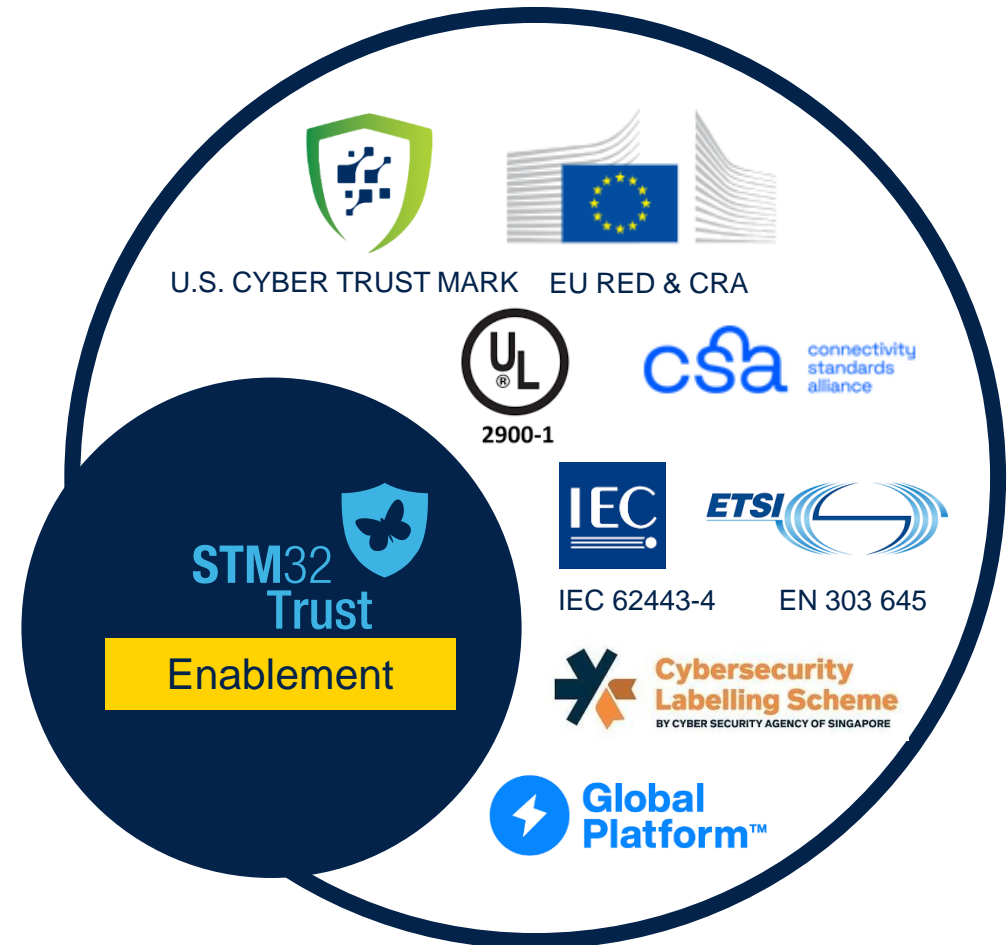 U.S. CYBER TRUST MARK
EU RED & CRA
UL
®
2900-1
csa
connectivity
standards
alliance
STM32
Trust
Enablement
IEC
ETSI
IEC 62443-4
EN 303 645
Cybersecurity
Labelling Scheme
BY CYBER SECURITY AGENCY OF SINGAPORE
Global
Platform™